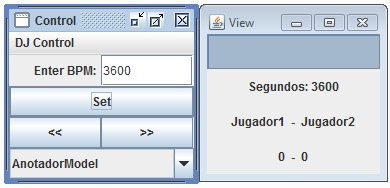 Control
DJ Control
Enter BPM: 3600
Set
<< >>
AnotadorModel
View
Segundos: 3600
Jugador1 - Jugador2
0 - 0